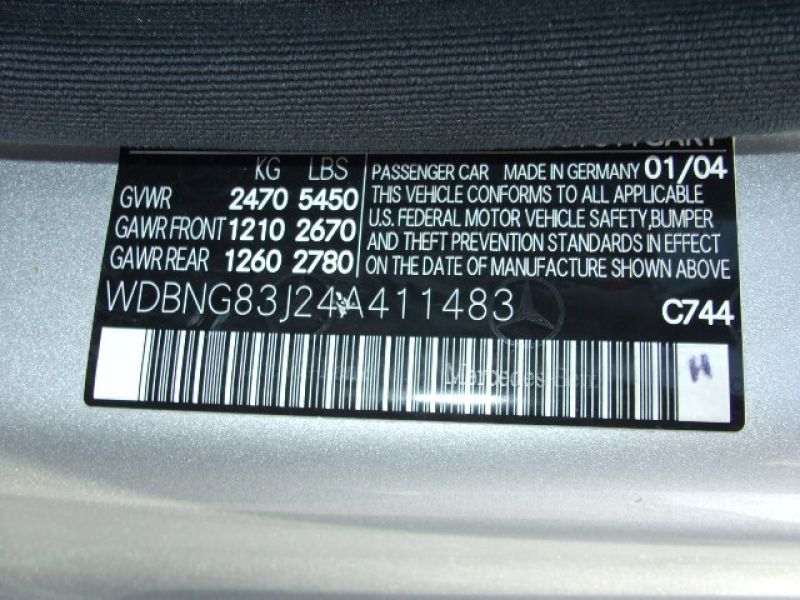 KG LBS
GVWR 2470 5450
GAWR FRONT 1210 2670
GAWR REAR 1260 2780
PASSENGER CAR MADE IN GERMANY 01/04
THIS VEHICLE CONFORMS TO ALL APPLICABLE
U.S. FEDERAL MOTOR VEHICLE SAFETY,BUMPER
AND THEFT PREVENTION STANDARDS IN EFFECT
ON THE DATE OF MANUFACTURE SHOWN ABOVE
WDBNG83J24A411483
C744
Mercedes-Benz
H